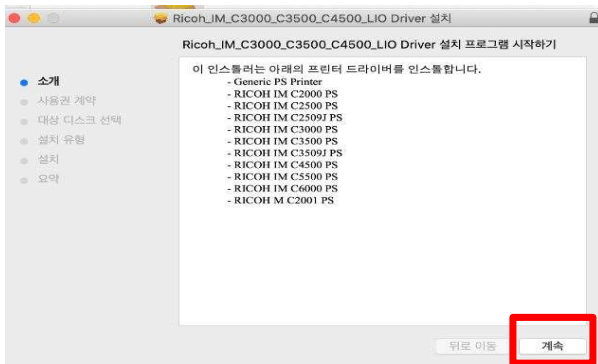 Ricoh_IM_C3000_C3500_C4500_LIO Driver 설치
Ricoh_IM_C3000_C3500_C4500_LIO Driver 설치 프로그램 시작하기
소개
사용권 계약
대상 디스크 선택
설치 유형
설치
요약
이 인스톨러는 아래의 프린터 드라이버를 인스톨합니다.
- Generic PS Printer
- RICOH IM C2000 PS
- RICOH IM C2500 PS
- RICOH IM C2509J PS
- RICOH IM C3000 PS
- RICOH IM C3500 PS
- RICOH IM C3509J PS
- RICOH IM C4500 PS
- RICOH IM C5500 PS
- RICOH IM C6000 PS
- RICOH M C2001 PS
뒤로 이동
계속